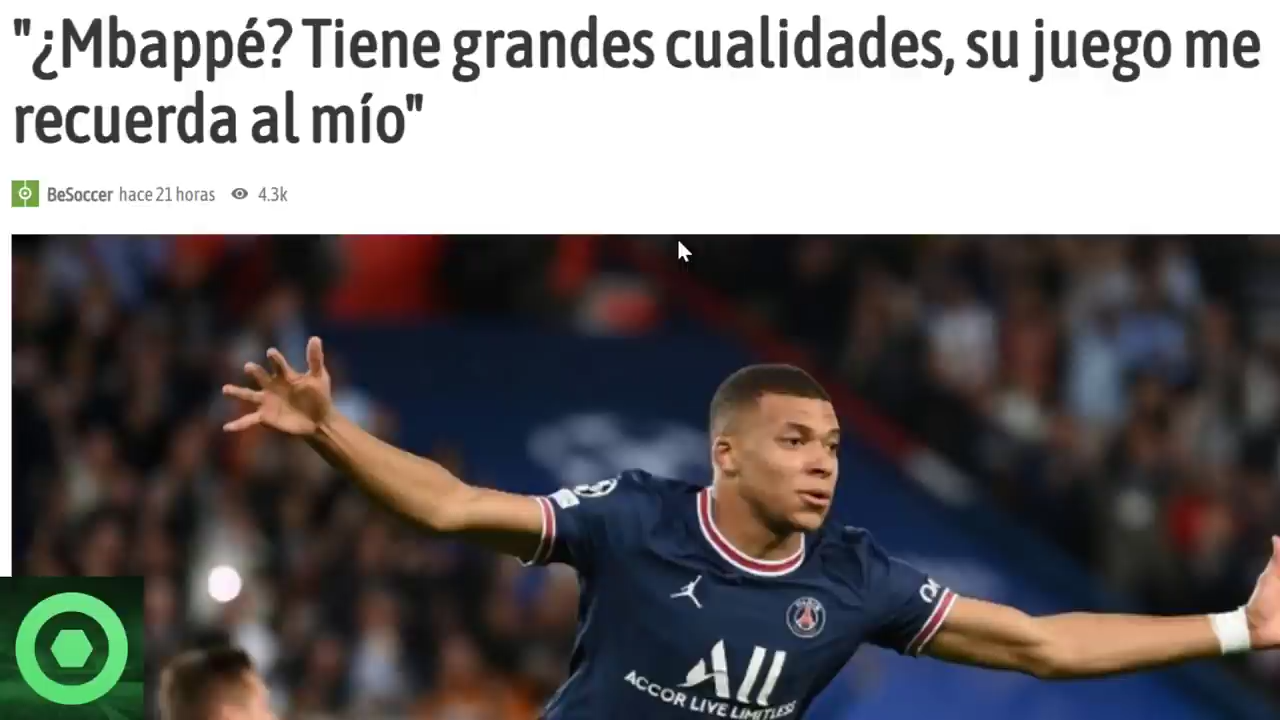 "¿Mbappé? Tiene grandes cualidades, su juego me
recuerda al mío"
BeSoccer hace 21 horas 4.3k
ALL
ACCOR LIVE LIMITLESS